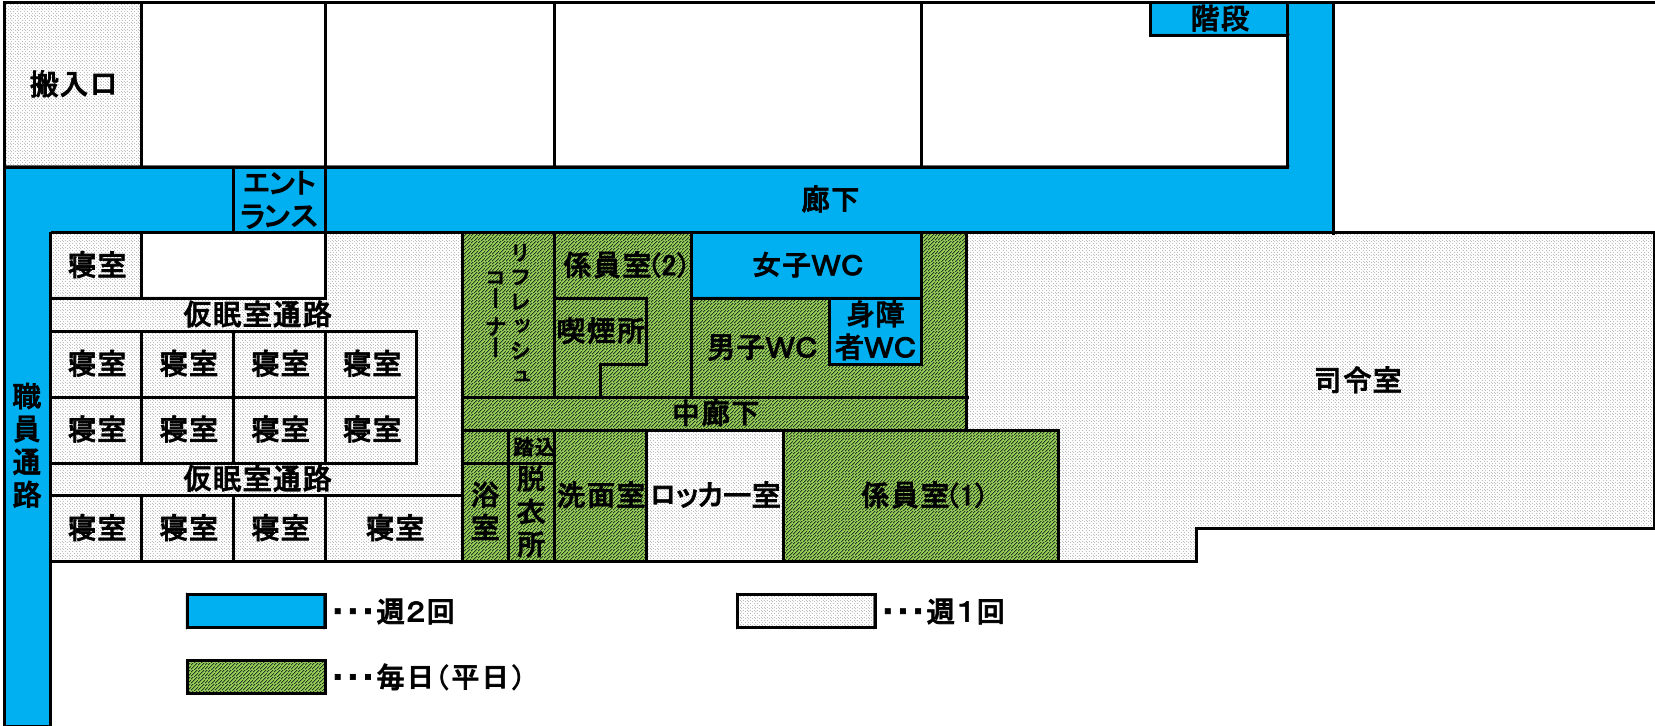 階段
搬入口
エント
ランス
廊下
寝室
リフレッシュ
コーナー
係員室(2)
女子WC
仮眠室通路
喫煙所
男子WC
身障
者WC
寝室
寝室
寝室
寝室
司令室
職員通路
中廊下
寝室
寝室
寝室
寝室
踏込
仮眠室通路
浴室
脱衣所
洗面室
ロッカー室
係員室(1)
寝室
寝室
寝室
寝室
・・・週2回
・・・週1回
・・・毎日(平日)